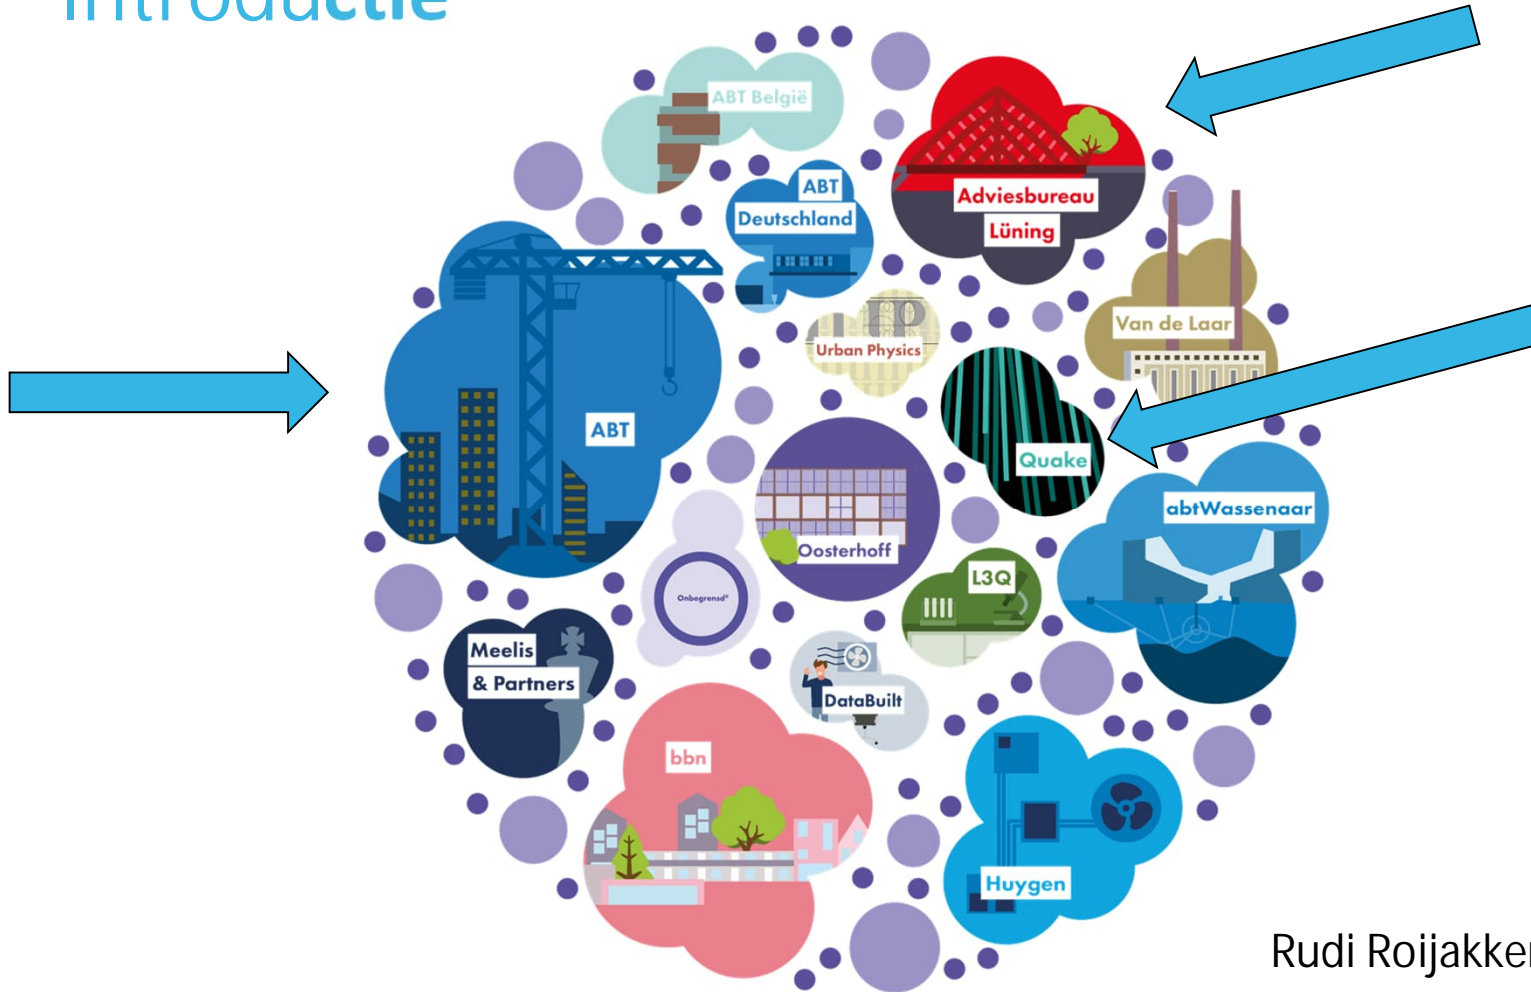 Introductie
ABT België
ABT
Deutschland
Adviesbureau
Lüning
Van de Laar
Urban Physics
ABT
Quake
abtWassenaar
Oosterhoff
L3Q
Onbegrensd®
Meelis
& Partners
DataBuilt
bbn
Huygen
Rudi Roijakker